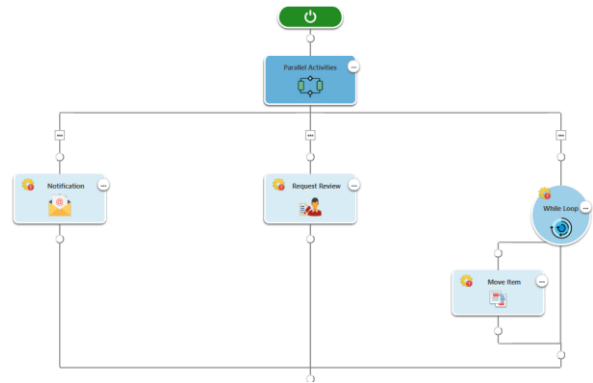 Parallel Activities
Notification
Request Review
While Loop
Move Item